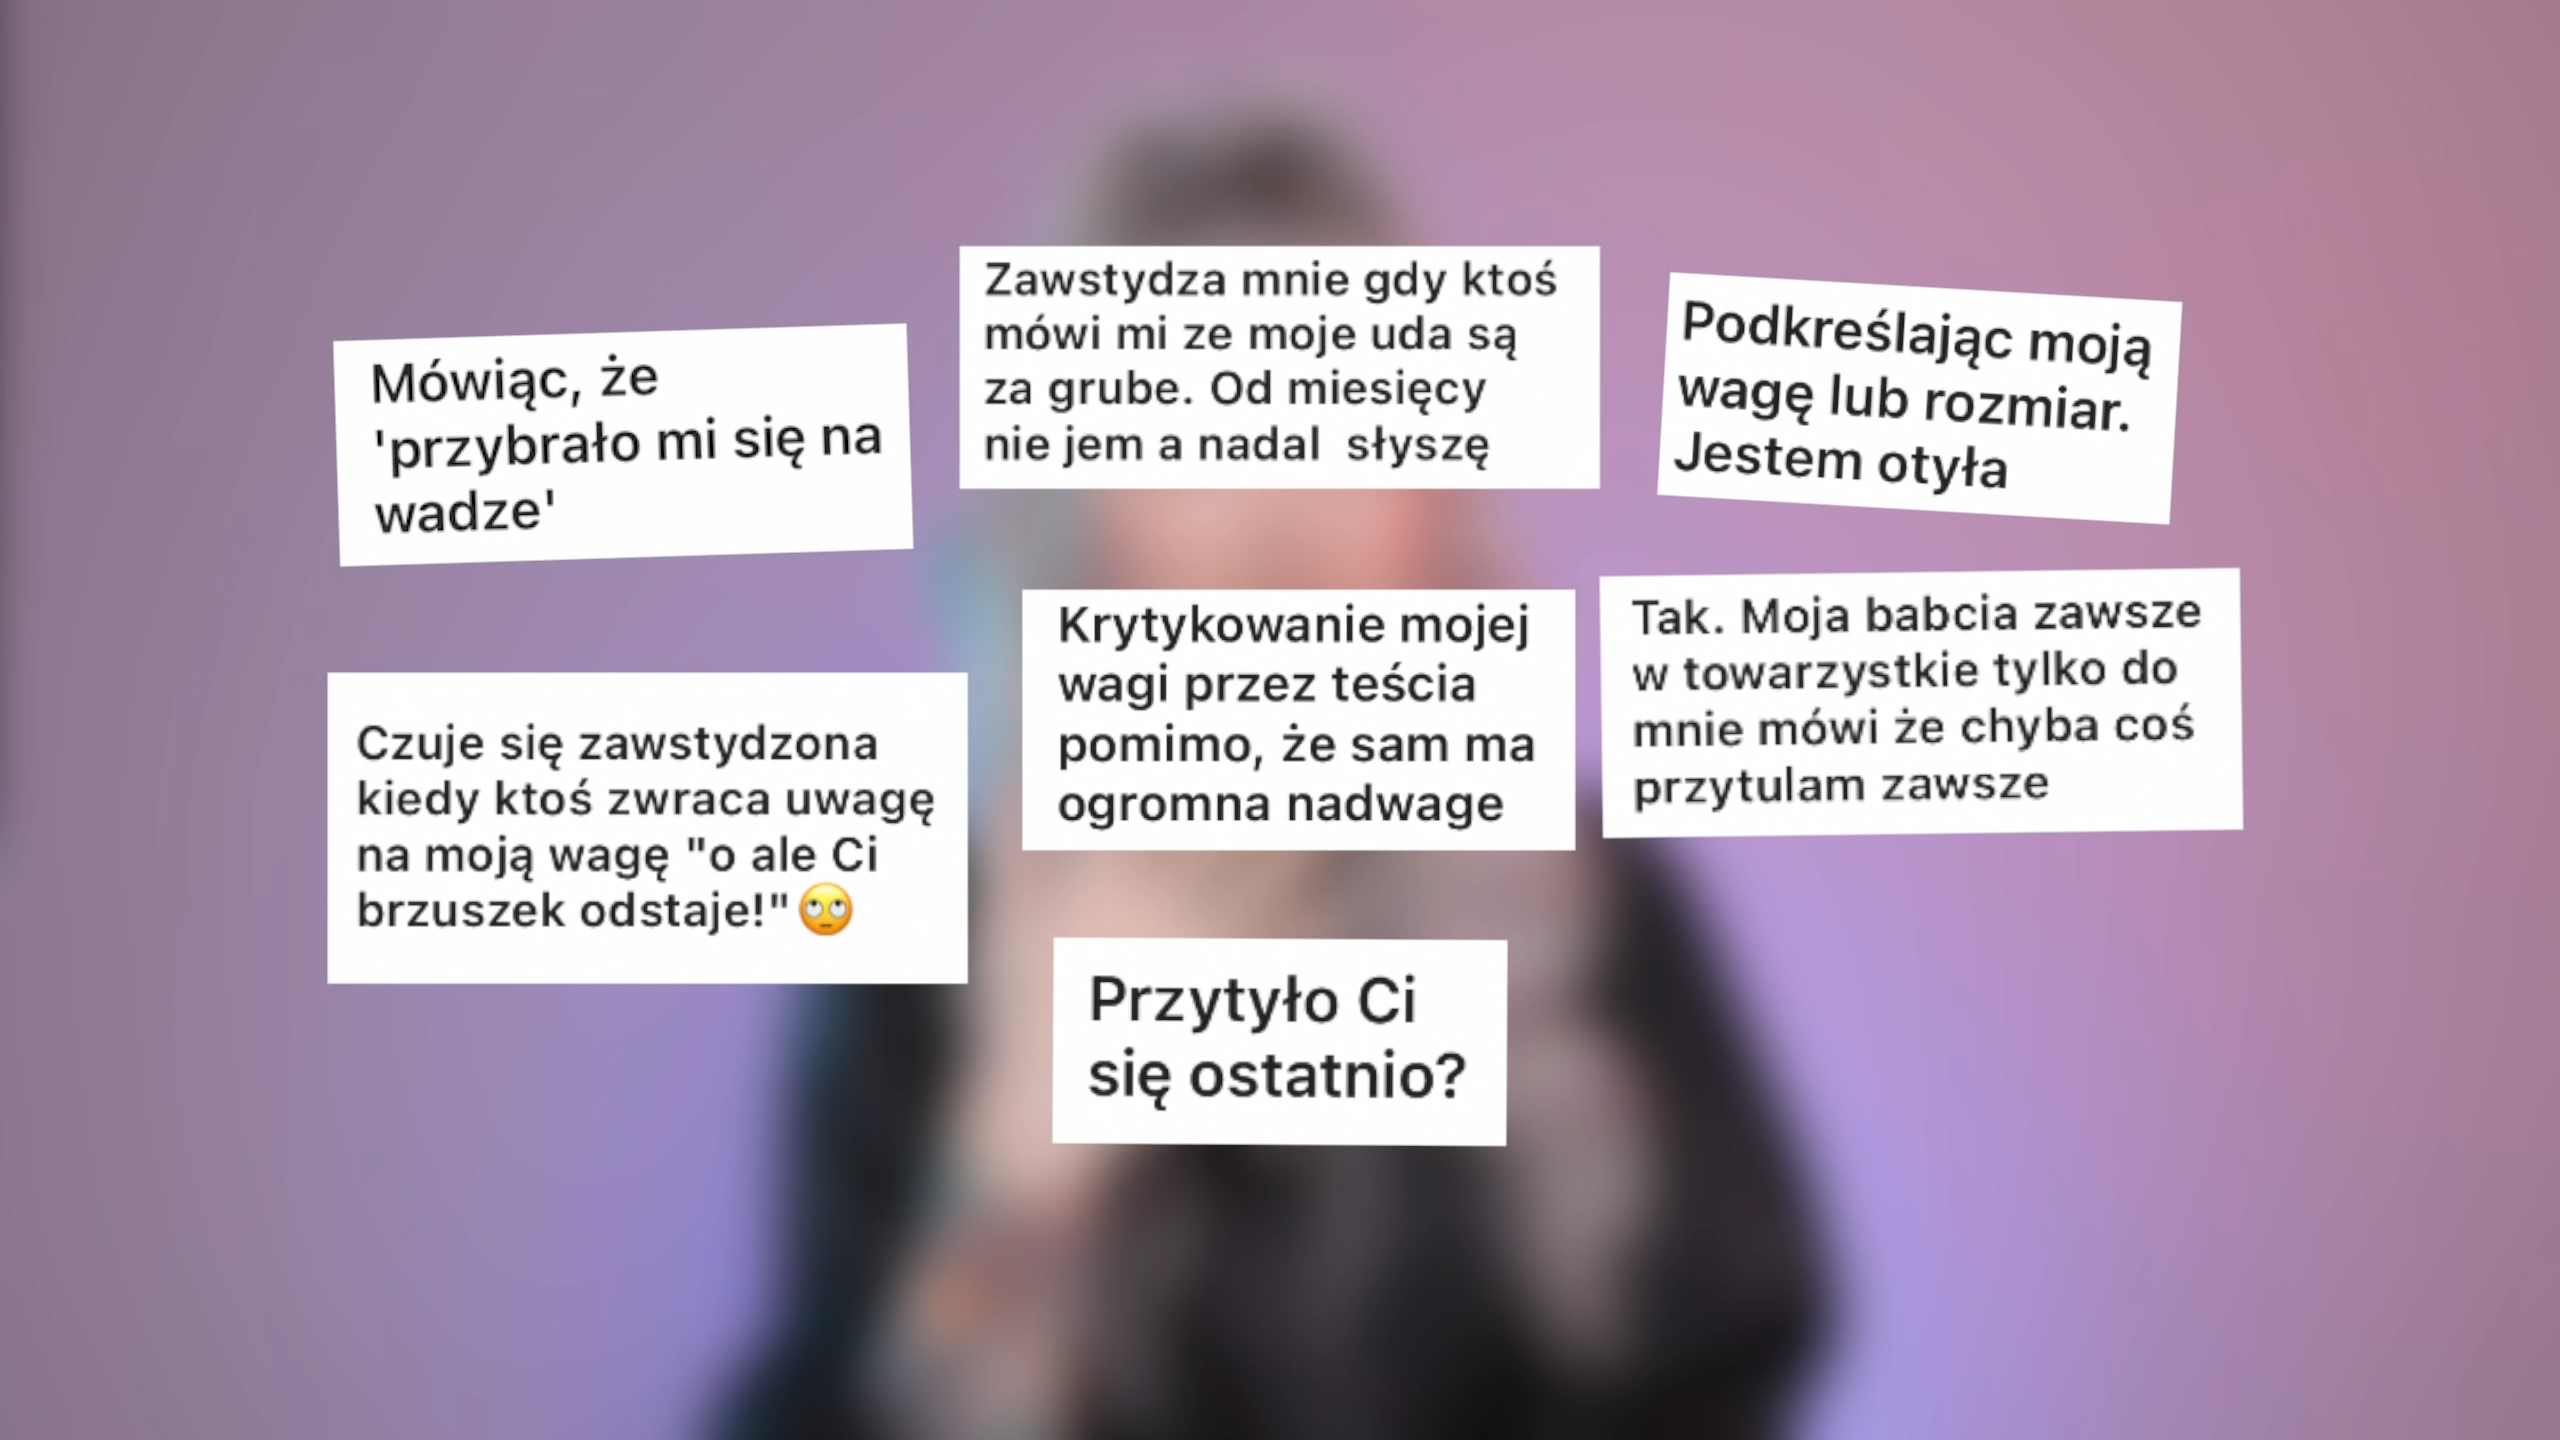 Mówiąc, że
'przybrało mi się na
wadze'
Zawstydza mnie gdy ktoś
mówi mi ze moje uda są
za grube. Od miesięcy
nie jem a nadal słyszę
Podkreślając moją
wagę lub rozmiar.
Jestem otyła
Czuje się zawstydzona
kiedy ktoś zwraca uwagę
na moją wagę "o ale Ci
brzuszek odstaje!"🙄
Krytykowanie mojej
wagi przez teścia
pomimo, że sam ma
ogromna nadwage
Tak. Moja babcia zawsze
w towarzystkie tylko do
mnie mówi że chyba coś
przytulam zawsze
Przytyło Ci
się ostatnio?